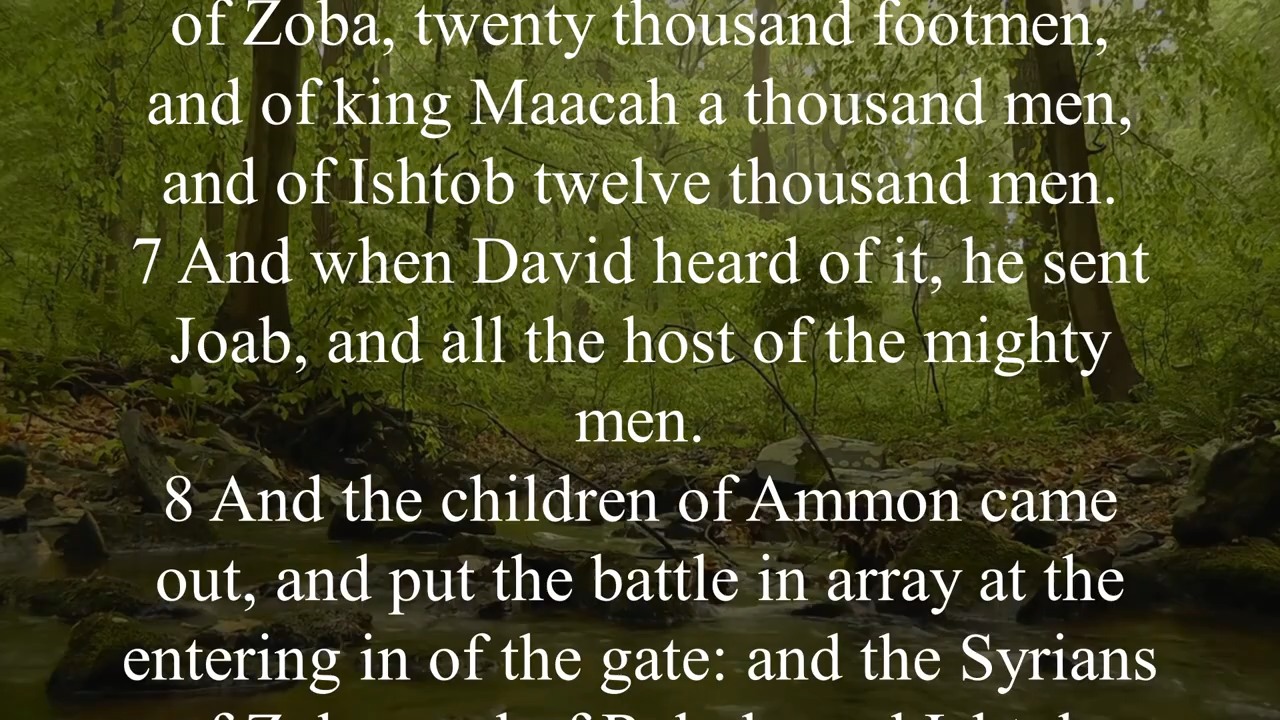 of Zoba, twenty thousand footmen,
and of king Maacah a thousand men,
and of Ishtob twelve thousand men.
7 And when David heard of it, he sent
Joab, and all the host of the mighty
men.
8 And the children of Ammon came
out, and put the battle in array at the
entering in of the gate: and the Syrians